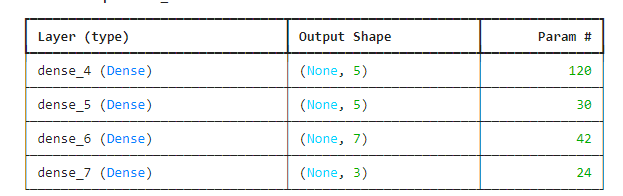 Layer (type) Output Shape Param #
dense_4 (Dense) (None, 5) 120
dense_5 (Dense) (None, 5) 30
dense_6 (Dense) (None, 7) 42
dense_7 (Dense) (None, 3) 24